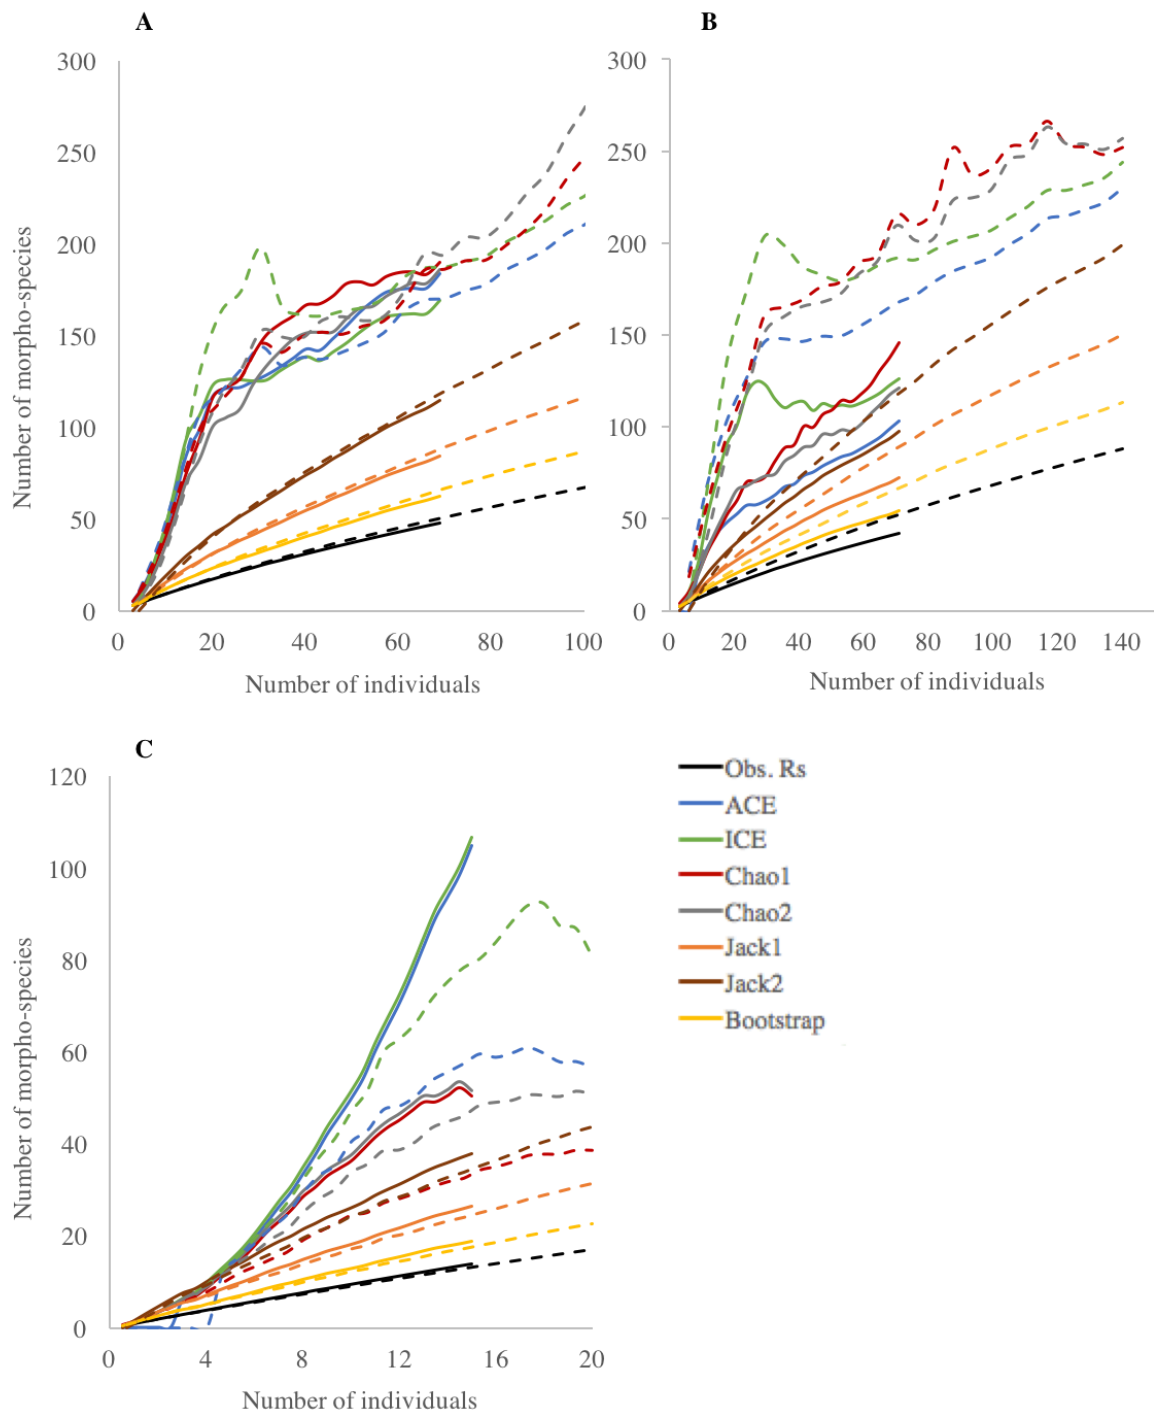 A
300
250
200
150
100
50
0
Number of morpho-species
0 20 40 60 80 100
Number of individuals
B
300
250
200
150
100
50
0
0 20 40 60 80 100 120 140
Number of individuals
C
120
100
80
60
40
20
0
Number of morpho-species
0 4 8 12 16 20
Number of individuals
Obs. Rs
ACE
ICE
Chao1
Chao2
Jack1
Jack2
Bootstrap